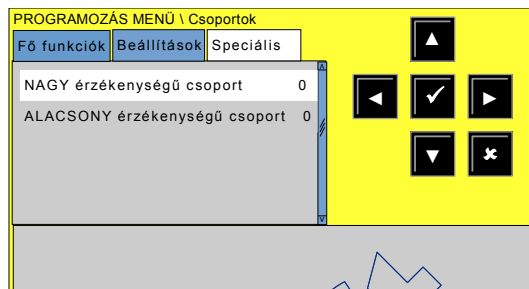 PROGRAMOZÁS MENÜ \ Csoportok
Fő funkciók Beállítások Speciális
NAGY érzékenységű csoport 0
ALACSONY érzékenységű csoport 0